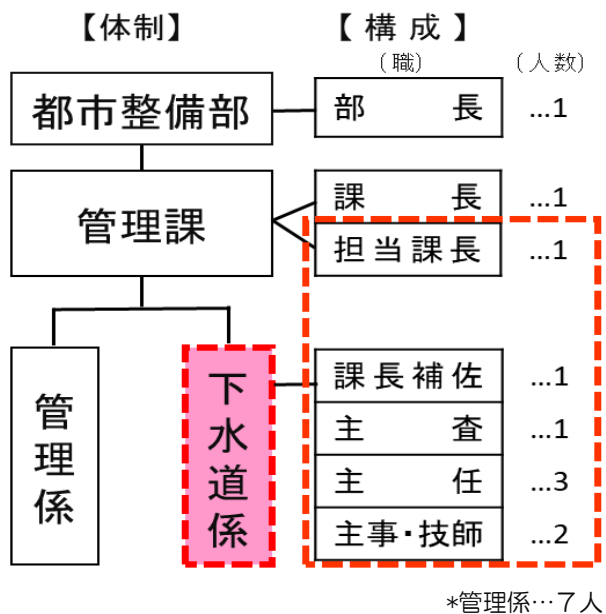 【体制】 【構成】
(職) (人数)
都市整備部 部長 …1
管理課 課長 …1
担当課長 …1
管理係
下水道係
課長補佐 …1
主査 …1
主任 …3
主事・技師 …2
*管理係…7人